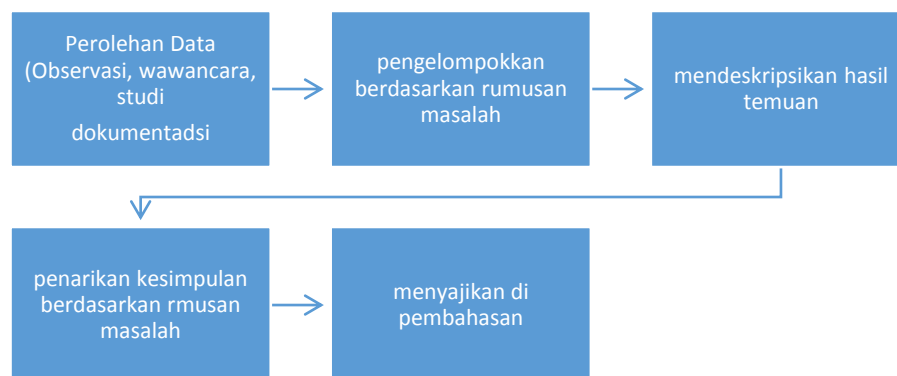 Perolehan Data
(Observasi, wawancara,
studi
dokumentadsi
pengelompokkan
berdasarkan rumusan
masalah
mendeskripsikan hasil
temuan
penarikan kesimpulan
berdasarkan rmusan
masalah
menyajikan di
pembahasan